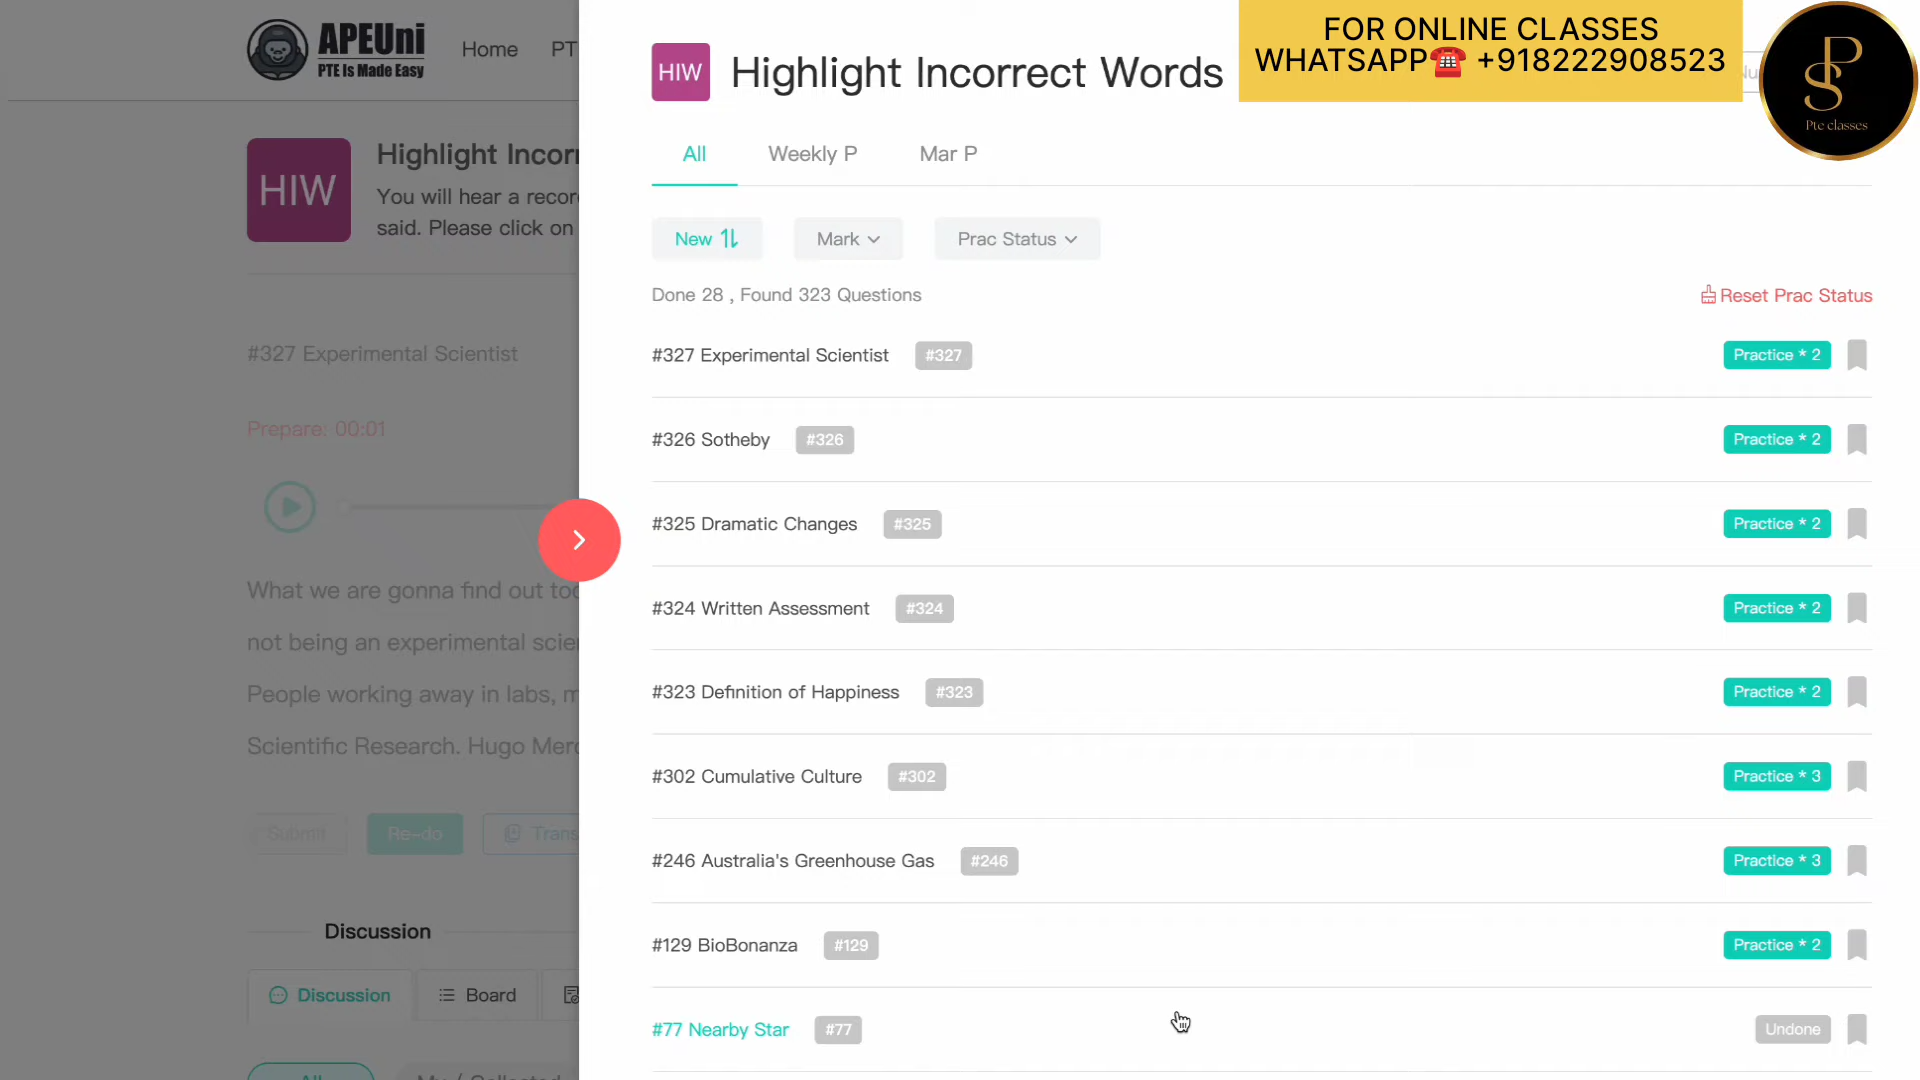 APEUni
PTE Is Made Easy
Home
PT
HIW
Highlight Incorr
You will hear a recor
said. Please click on
#327 Experimental Scientist
Prepare: 00:01
What we are gonna find out to
not being an experimental scie
People working away in labs, m
Scientific Research. Hugo Merc
Submit
Re-do
Trans
Discussion
Discussion
Board
All
HIW
Highlight Incorrect Words
FOR ONLINE CLASSES
WHATSAPP☎️ +918222908523
SP
Pte classes
All
Weekly P
Mar P
New
Mark
Prac Status
Done 28 , Found 323 Questions
Reset Prac Status
#327 Experimental Scientist #327 Practice * 2
#326 Sotheby #326 Practice * 2
#325 Dramatic Changes #325 Practice * 2
#324 Written Assessment #324 Practice * 2
#323 Definition of Happiness #323 Practice * 2
#302 Cumulative Culture #302 Practice * 3
#246 Australia's Greenhouse Gas #246 Practice * 3
#129 BioBonanza #129 Practice * 2
#77 Nearby Star #77 Undone